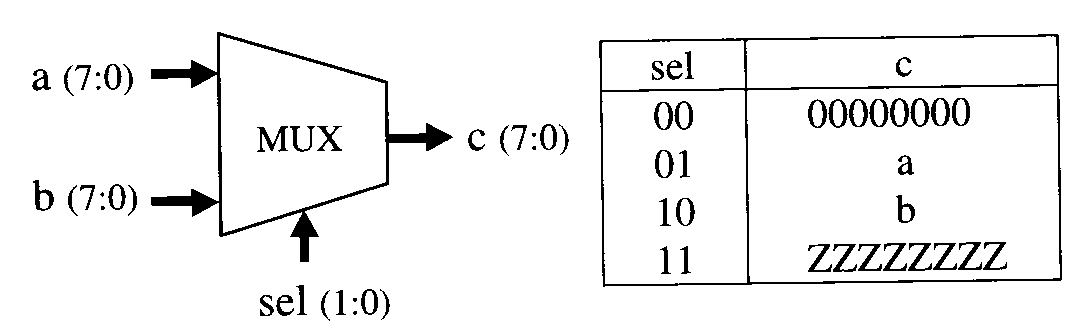 a (7:0)
b (7:0)
MUX
c (7:0)
sel (1:0)
sel c
00 00000000
01 a
10 b
11 ZZZZZZZZ